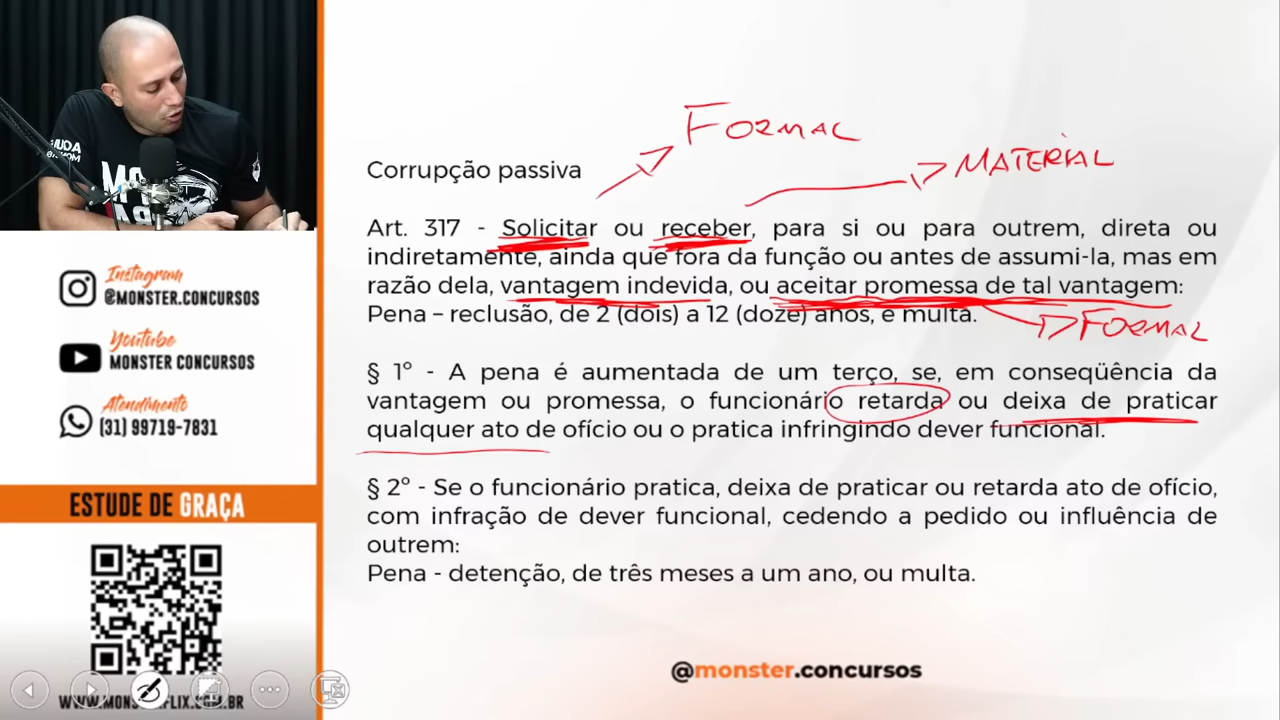 FORMAL
MATERIAL
Corrupção passiva
Art. 317 - Solicitar ou receber, para si ou para outrem, direta ou
indiretamente, ainda que fora da função ou antes de assumi-la, mas em
razão dela, vantagem indevida, ou aceitar promessa de tal vantagem:
Pena – reclusão, de 2 (dois) a 12 (doze) anos, e multa.
FORMAL
§ 1º - A pena é aumentada de um terço, se, em conseqüência da
vantagem ou promessa, o funcionário retarda ou deixa de praticar
qualquer ato de ofício ou o pratica infringindo dever funcional.
§ 2º - Se o funcionário pratica, deixa de praticar ou retarda ato de ofício,
com infração de dever funcional, cedendo a pedido ou influência de
outrem:
Pena - detenção, de três meses a um ano, ou multa.
@monster.concursos
Instagram
@MONSTER.CONCURSOS
Youtube
MONSTER CONCURSOS
Atendimento
(31) 99719-7831
ESTUDE DE GRAÇA